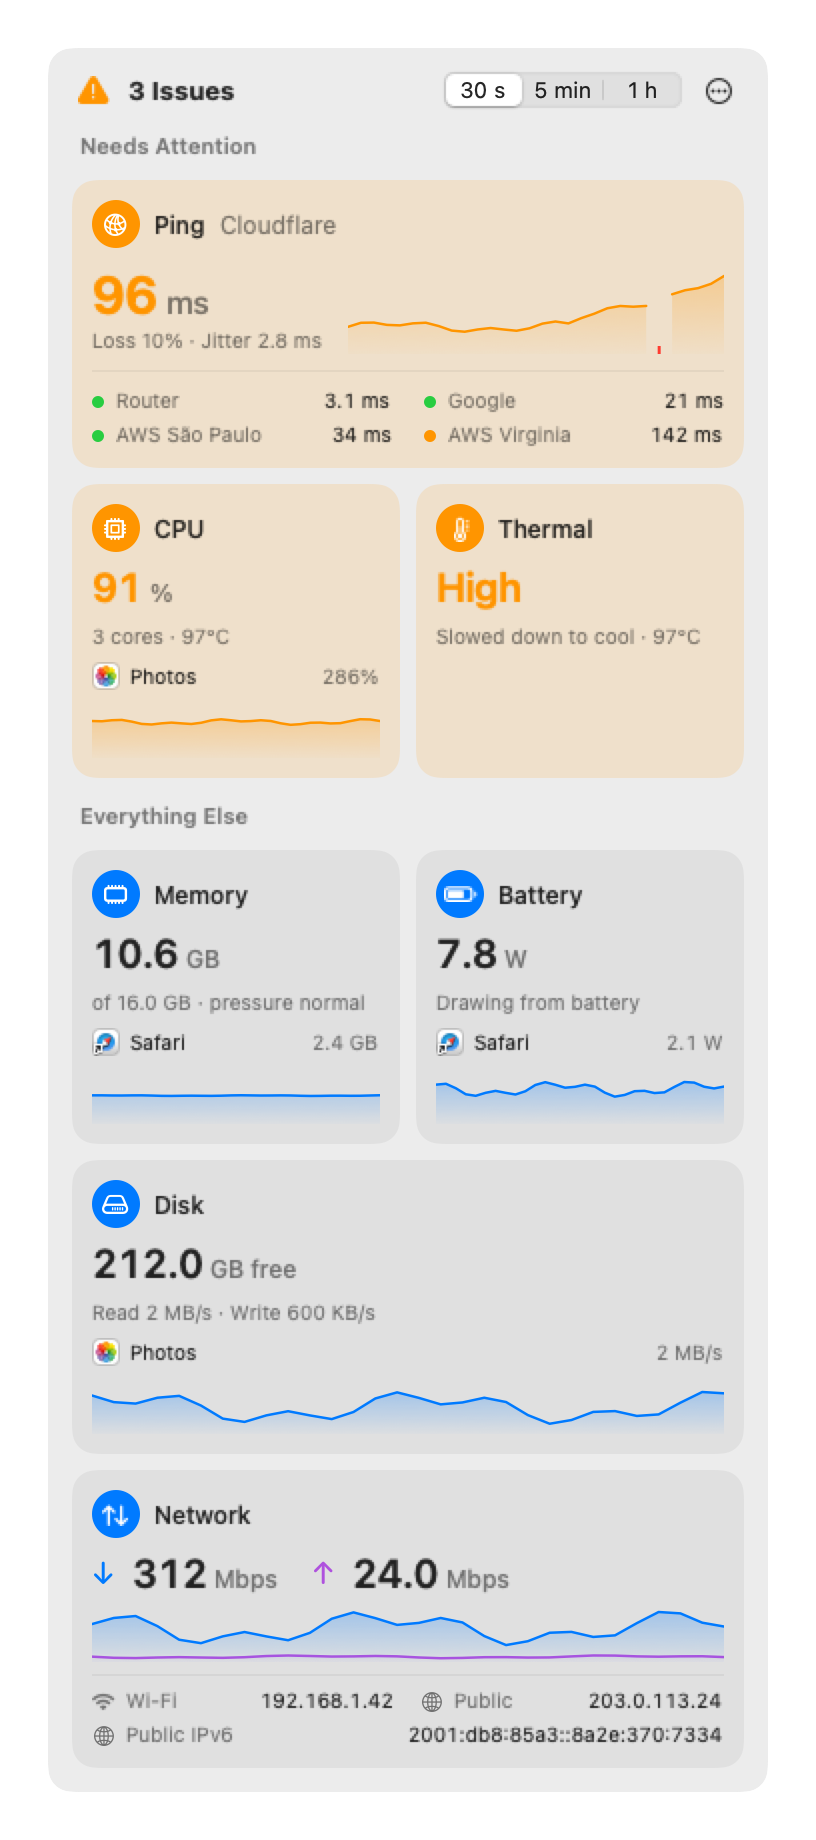 3 Issues
30 s 5 min 1 h
Needs Attention
Ping Cloudflare
96 ms
Loss 10% · Jitter 2.8 ms
Router 3.1 ms Google 21 ms
AWS São Paulo 34 ms AWS Virginia 142 ms
CPU
91 %
3 cores · 97°C
Photos 286%
Thermal
High
Slowed down to cool · 97°C
Everything Else
Memory
10.6 GB
of 16.0 GB · pressure normal
Safari 2.4 GB
Battery
7.8 W
Drawing from battery
Safari 2.1 W
Disk
212.0 GB free
Read 2 MB/s · Write 600 KB/s
Photos 2 MB/s
Network
↓ 312 Mbps ↑ 24.0 Mbps
Wi-Fi 192.168.1.42 Public 203.0.113.24
Public IPv6 2001:db8:85a3::8a2e:370:7334